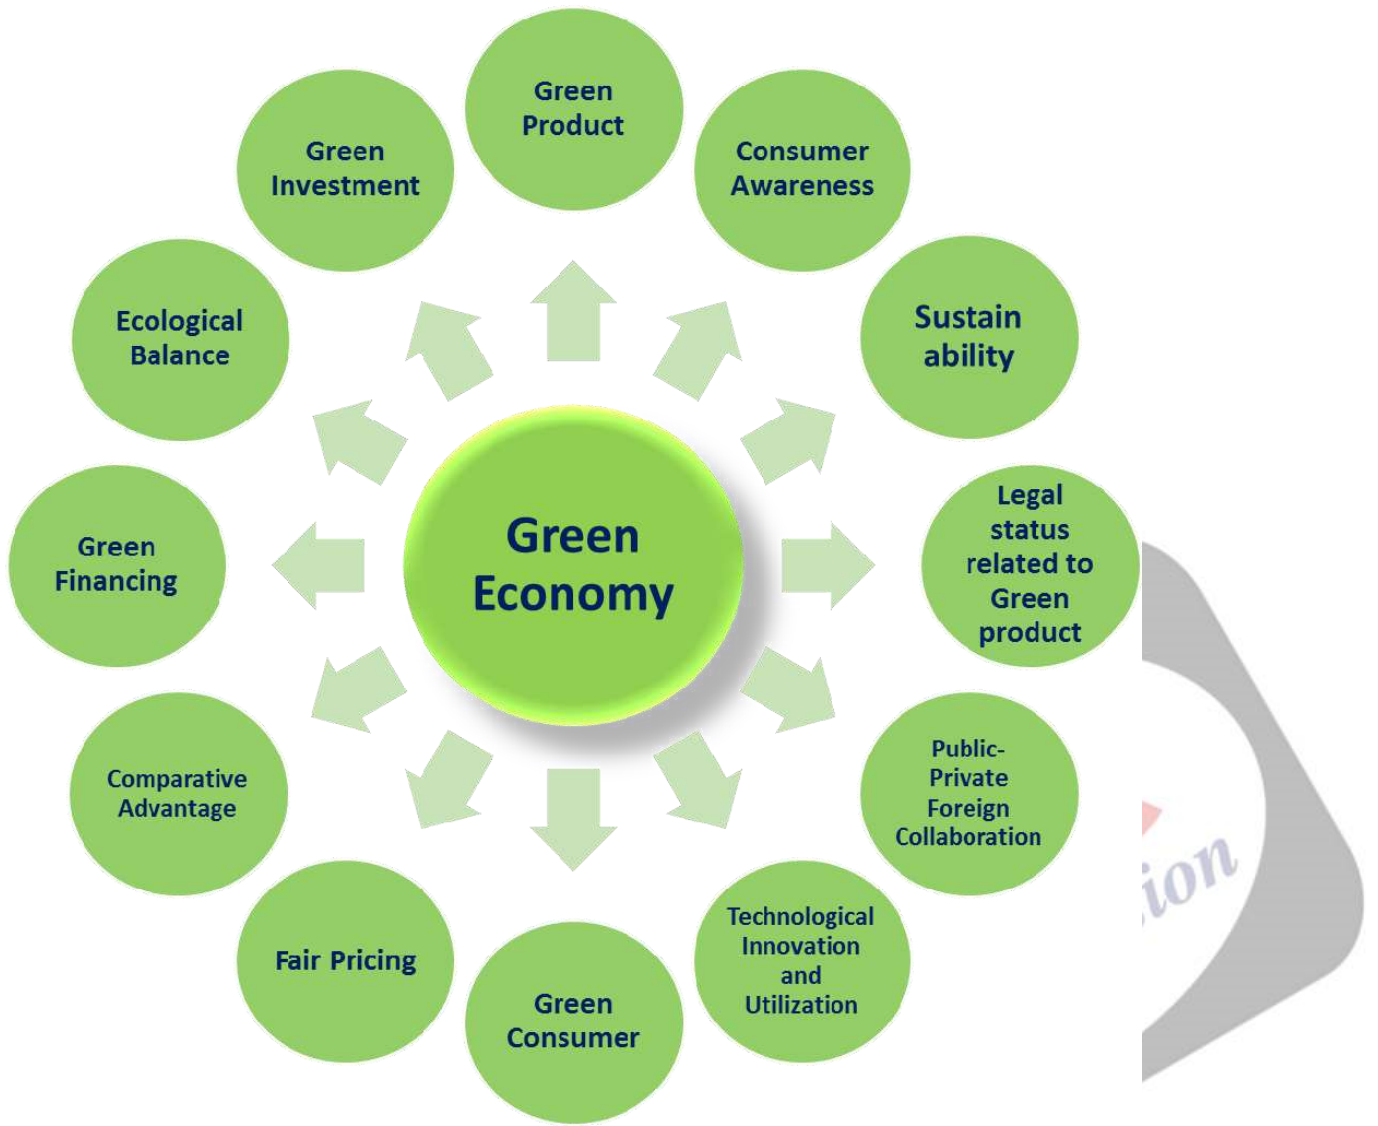 Green
Product
Consumer
Awareness
Sustain
ability
Legal
status
related to
Green
product
Public-
Private
Foreign
Collaboration
Technological
Innovation
and
Utilization
Green
Consumer
Fair Pricing
Comparative
Advantage
Green
Financing
Ecological
Balance
Green
Investment
Green
Economy